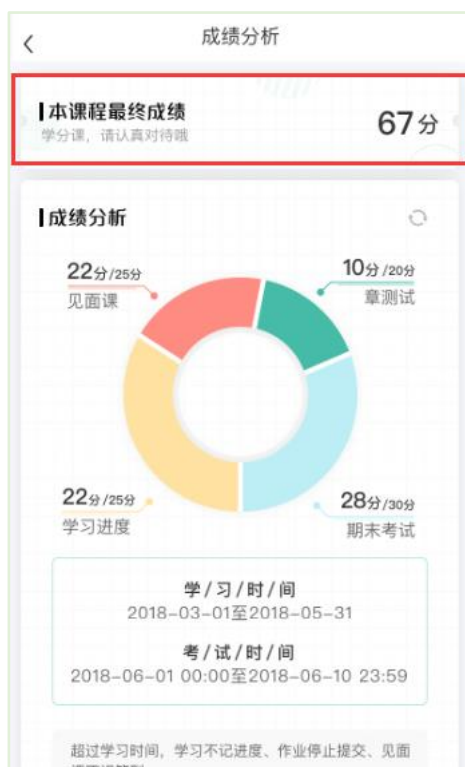 成绩分析
本课程最终成绩
67分
学分课，请认真对待哦
成绩分析
22分/25分
见面课
10分/20分
章测试
22分/25分
学习进度
28分/30分
期末考试
学/习/时/间
2018-03-01至2018-05-31
考/试/时/间
2018-06-01 00:00至2018-06-10 23:59
超过学习时间，学习不记进度、作业停止提交、见面